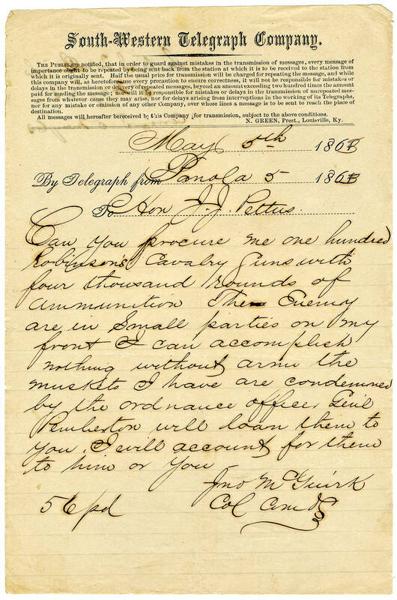 South-Western Telegraph Company.
THE PUBLIC are notified, that in order to guard against mistakes in the transmission of messages, every message of
importance ought to be repeated by being sent back from the station at which it is to be received to the station from
which it is originally sent. Half the usual price for transmission will be charged for repeating the message, and while
this company will, as heretofore, use every precaution to ensure correctness, it will not be responsible for mistakes or
delays in the transmission or delivery of repeated messages, beyond an amount exceeding two hundred times the amount
paid for sending the message; nor will it be responsible for mistakes or delays in the transmission of unrepeated messages
from whatever cause they may arise, nor for delays arising from interruptions in the working of its Telegraphs,
nor for any mistake or omission of any other Company, over whose lines a message is to be sent to reach the place of
destination.
All messages will hereafter be received by this Company for transmission, subject to the above conditions.
N. GREEN, Prest., Louisville, Ky.
May 5th 1863
By Telegraph from Panola 5 1863
To Hon J. J. Pettus
Can you procure me one hundred
Robinsons Cavalry Guns with
four thousand rounds of
ammunition The Enemy
are in Small parties on my
front & I can accomplish
nothing without arms the
muskets I have are condemned
by the ordnance officer Genl
Pemberton will loan them to
you. I will account for them
to him or you
Jno McGuirk
Col Comdg
56 pd